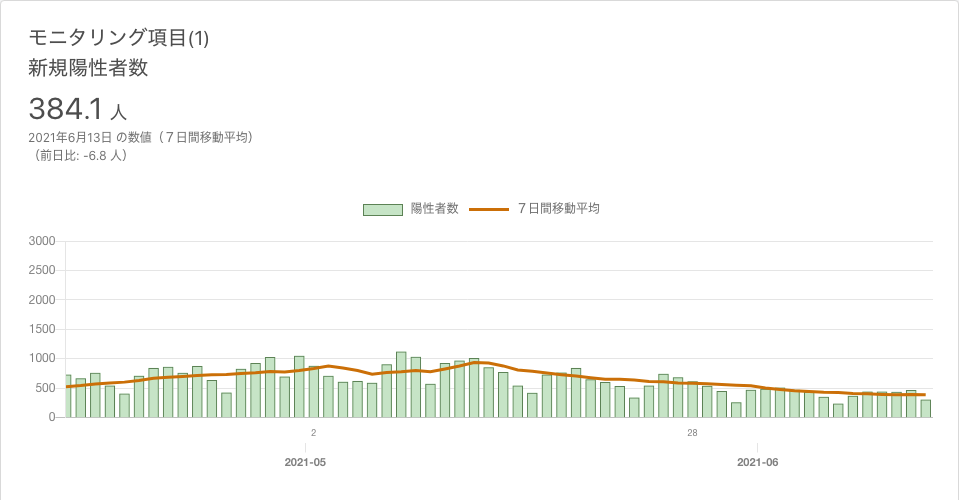 モニタリング項目(1)
新規陽性者数
384.1 人
2021年6月13日 の数値（７日間移動平均）
（前日比: -6.8 人）
陽性者数 ７日間移動平均
3000
2500
2000
1500
1000
500
0
2 28
2021-05 2021-06